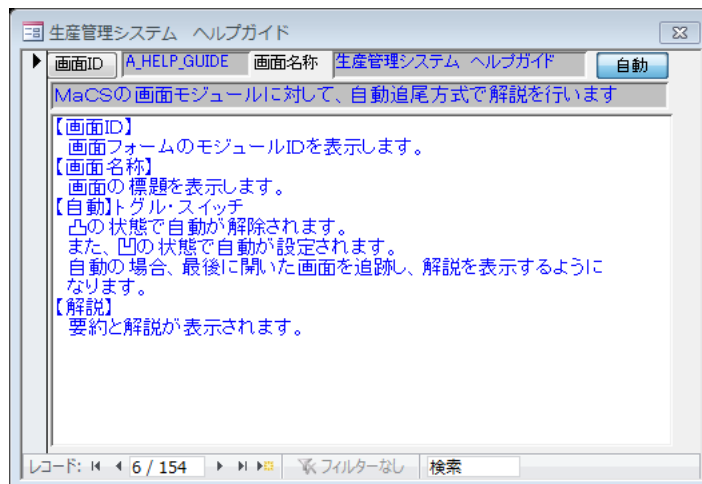 生産管理システム ヘルプガイド
画面ID A_HELP_GUIDE 画面名称 生産管理システム ヘルプガイド 自動
MaCSの画面モジュールに対して、自動追尾方式で解説を行います
【画面ID】
画面フォームのモジュールIDを表示します。
【画面名称】
画面の標題を表示します。
【自動】トグル・スイッチ
凸の状態で自動が解除されます。
また、凹の状態で自動が設定されます。
自動の場合、最後に開いた画面を追跡し、解説を表示するように
なります。
【解説】
要約と解説が表示されます。
レコード: 6 / 154 フィルターなし 検索